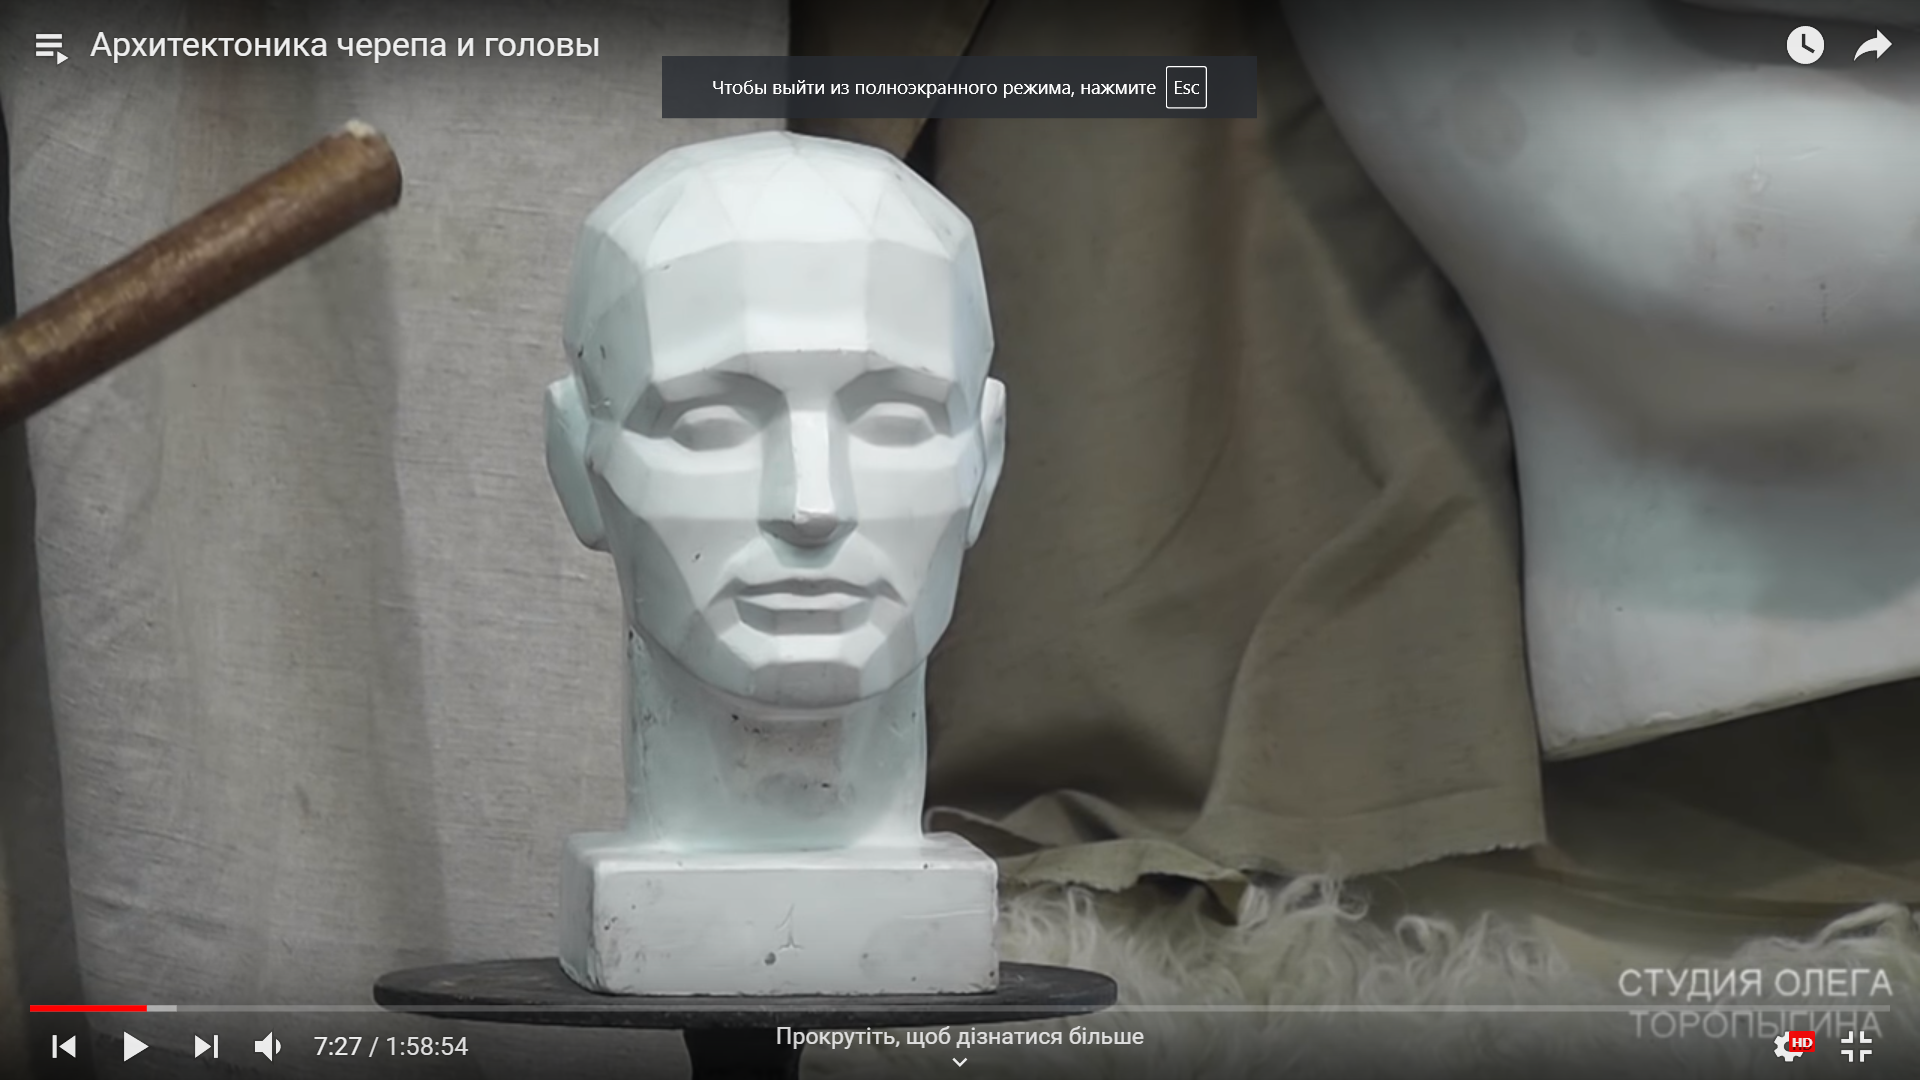 Архитектоника черепа и головы
Чтобы выйти из полноэкранного режима, нажмите Esc
СТУДИЯ ОЛЕГА
ТОРОПЫГИНА
7:27 / 1:58:54
Прокрутіть, щоб дізнатися більше
HD